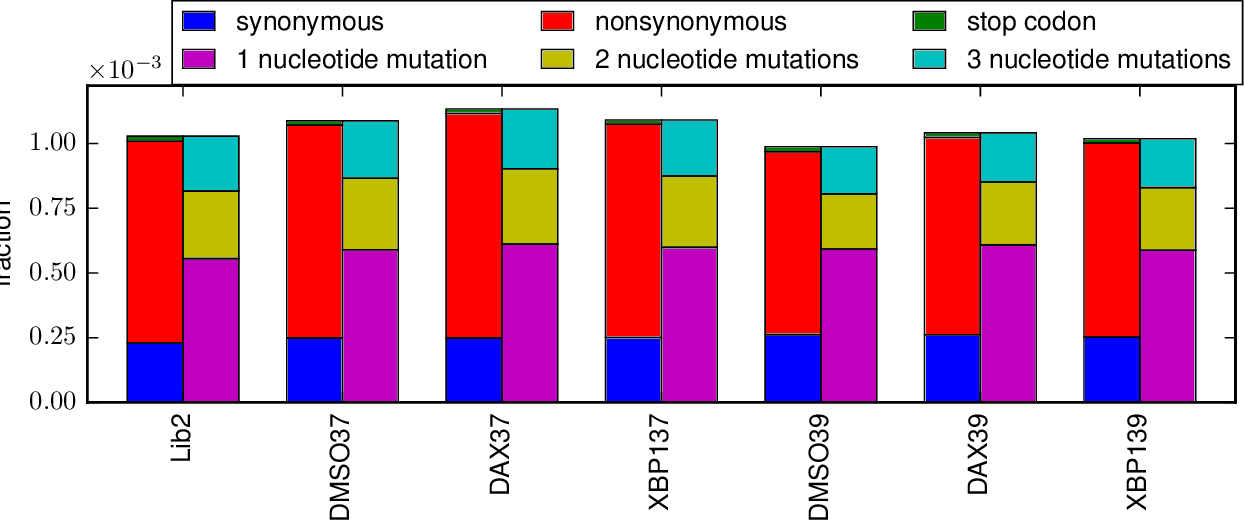 synonymous nonsynonymous stop codon
1 nucleotide mutation 2 nucleotide mutations 3 nucleotide mutations
×10⁻³
1.00
0.75
0.50
0.25
0.00
fraction
Lib2 DMSO37 DAX37 XBP137 DMSO39 DAX39 XBP139